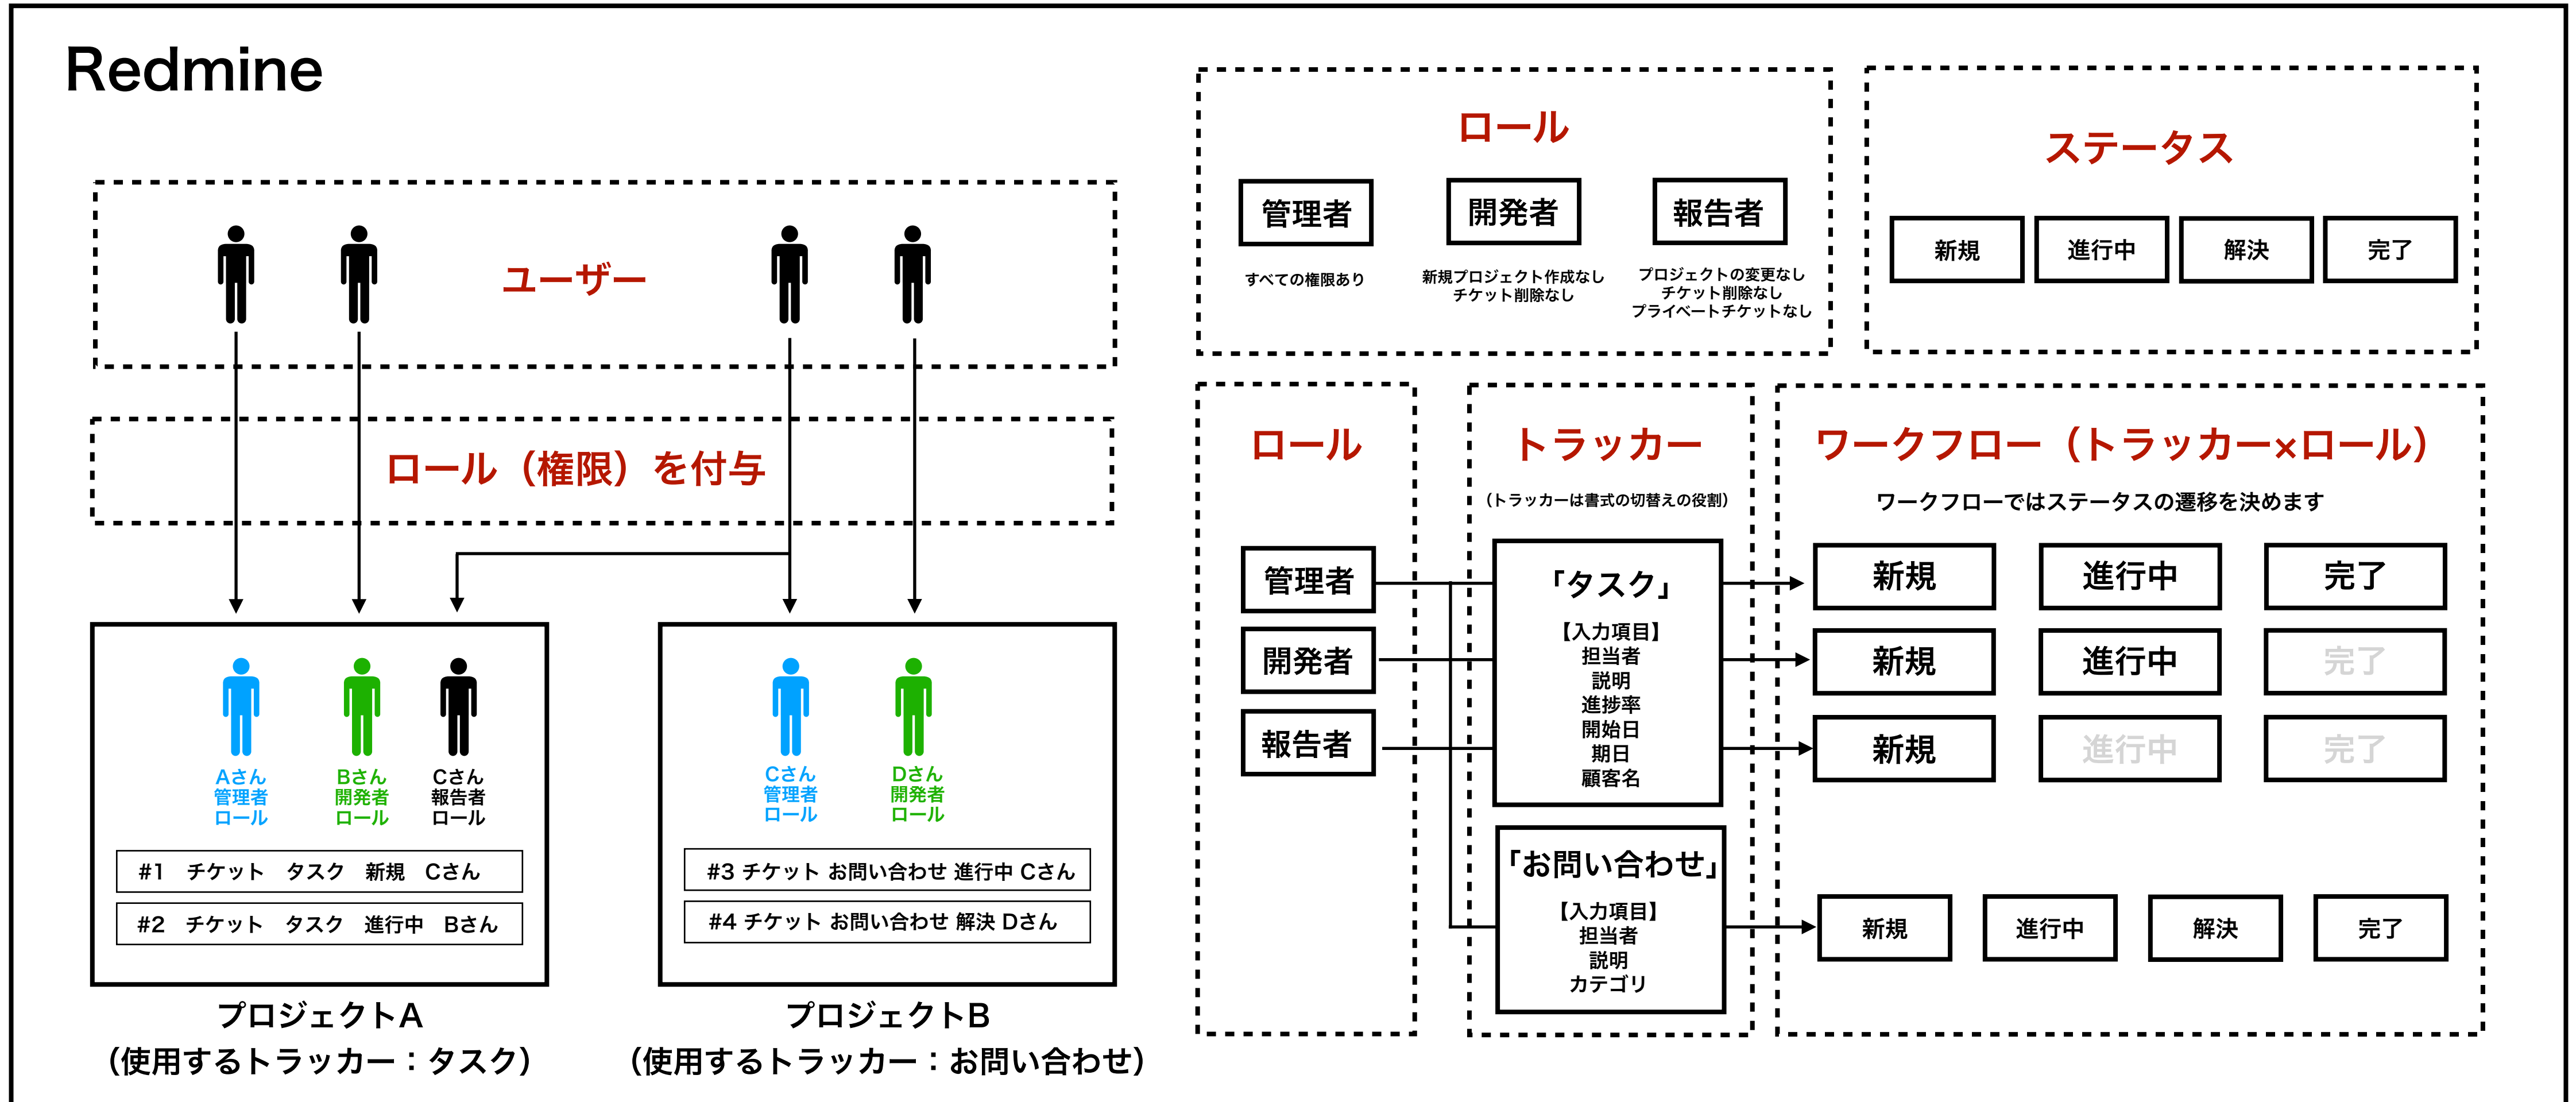 Redmine
ユーザー
ロール（権限）を付与
Aさん
管理者
ロール
Bさん
開発者
ロール
Cさん
報告者
ロール
#1 チケット タスク 新規 Cさん
#2 チケット タスク 進行中 Bさん
プロジェクトA
（使用するトラッカー：タスク）
Cさん
管理者
ロール
Dさん
開発者
ロール
#3 チケット お問い合わせ 進行中 Cさん
#4 チケット お問い合わせ 解決 Dさん
プロジェクトB
（使用するトラッカー：お問い合わせ）
ロール
管理者
すべての権限あり
開発者
新規プロジェクト作成なし
チケット削除なし
報告者
プロジェクトの変更なし
チケット削除なし
プライベートチケットなし
ステータス
新規
進行中
解決
完了
ロール
管理者
開発者
報告者
トラッカー
（トラッカーは書式の切替えの役割）
「タスク」
【入力項目】
担当者
説明
進捗率
開始日
期日
顧客名
「お問い合わせ」
【入力項目】
担当者
説明
カテゴリ
ワークフロー（トラッカー×ロール）
ワークフローではステータスの遷移を決めます
新規
進行中
完了
新規
進行中
完了
新規
進行中
完了
新規
進行中
解決
完了